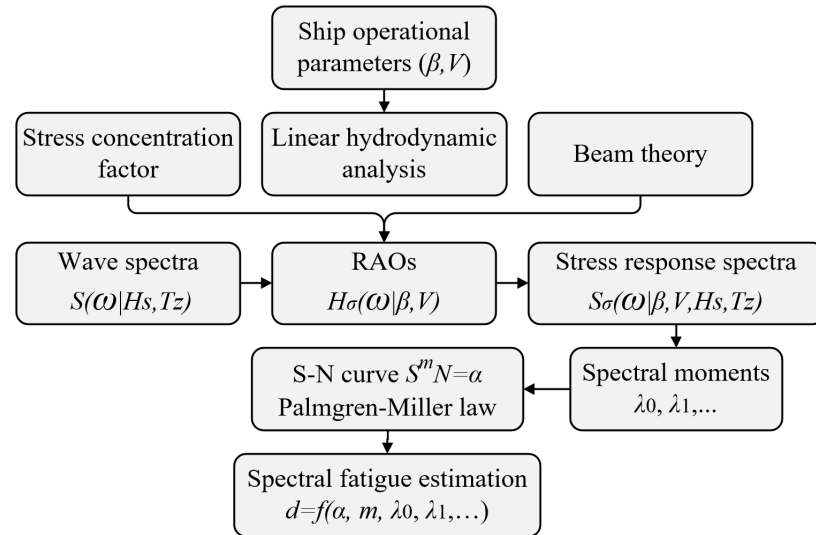 Ship operational
parameters (β,V)
Stress concentration
factor
Linear hydrodynamic
analysis
Beam theory
Wave spectra
S(ω|Hs,Tz)
RAOs
Hσ(ω|β,V)
Stress response spectra
Sσ(ω|β,V,Hs,Tz)
S-N curve SᵐN=α
Palmgren-Miller law
Spectral moments
λ0, λ1,...
Spectral fatigue estimation
d=f(α, m, λ0, λ1,…)